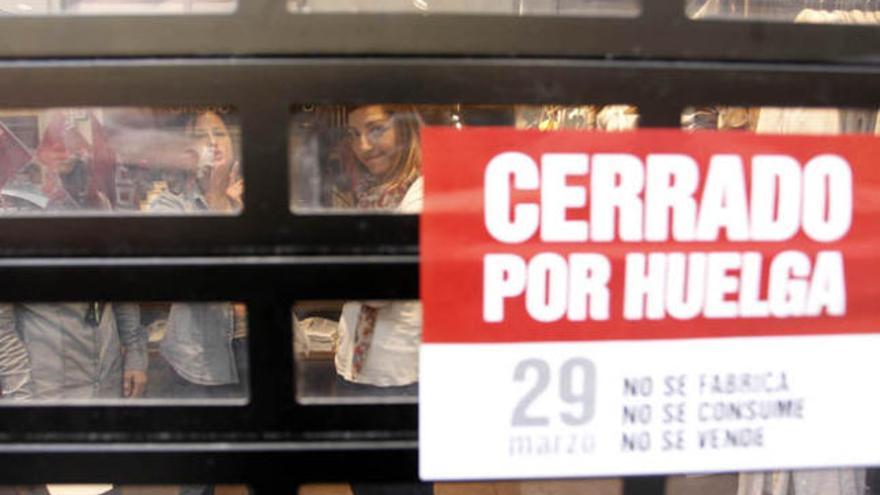 CERRADO
POR HUELGA
29
marzo
NO SE FABRICA
NO SE CONSUME
NO SE VENDE